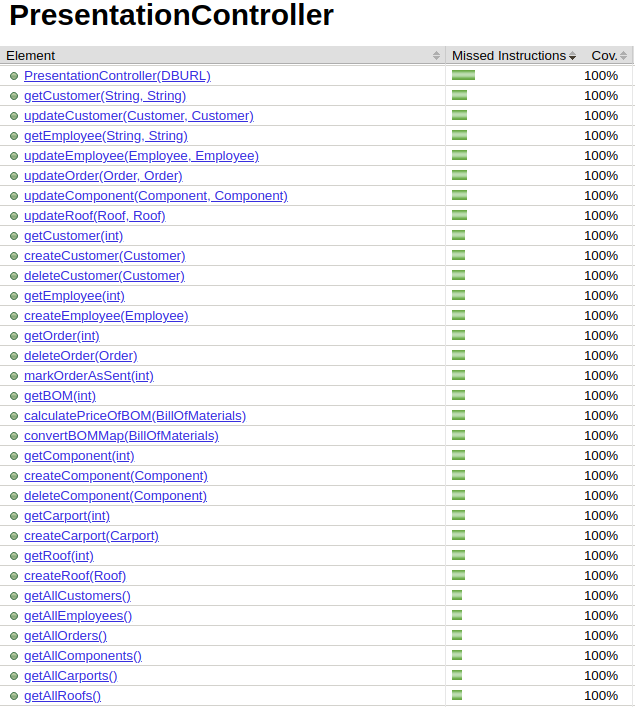 PresentationController
Element Missed Instructions Cov.
PresentationController(DBURL) 100%
getCustomer(String, String) 100%
updateCustomer(Customer, Customer) 100%
getEmployee(String, String) 100%
updateEmployee(Employee, Employee) 100%
updateOrder(Order, Order) 100%
updateComponent(Component, Component) 100%
updateRoof(Roof, Roof) 100%
getCustomer(int) 100%
createCustomer(Customer) 100%
deleteCustomer(Customer) 100%
getEmployee(int) 100%
createEmployee(Employee) 100%
getOrder(int) 100%
deleteOrder(Order) 100%
markOrderAsSent(int) 100%
getBOM(int) 100%
calculatePriceOfBOM(BillOfMaterials) 100%
convertBOMMap(BillOfMaterials) 100%
getComponent(int) 100%
createComponent(Component) 100%
deleteComponent(Component) 100%
getCarport(int) 100%
createCarport(Carport) 100%
getRoof(int) 100%
createRoof(Roof) 100%
getAllCustomers() 100%
getAllEmployees() 100%
getAllOrders() 100%
getAllComponents() 100%
getAllCarports() 100%
getAllRoofs() 100%